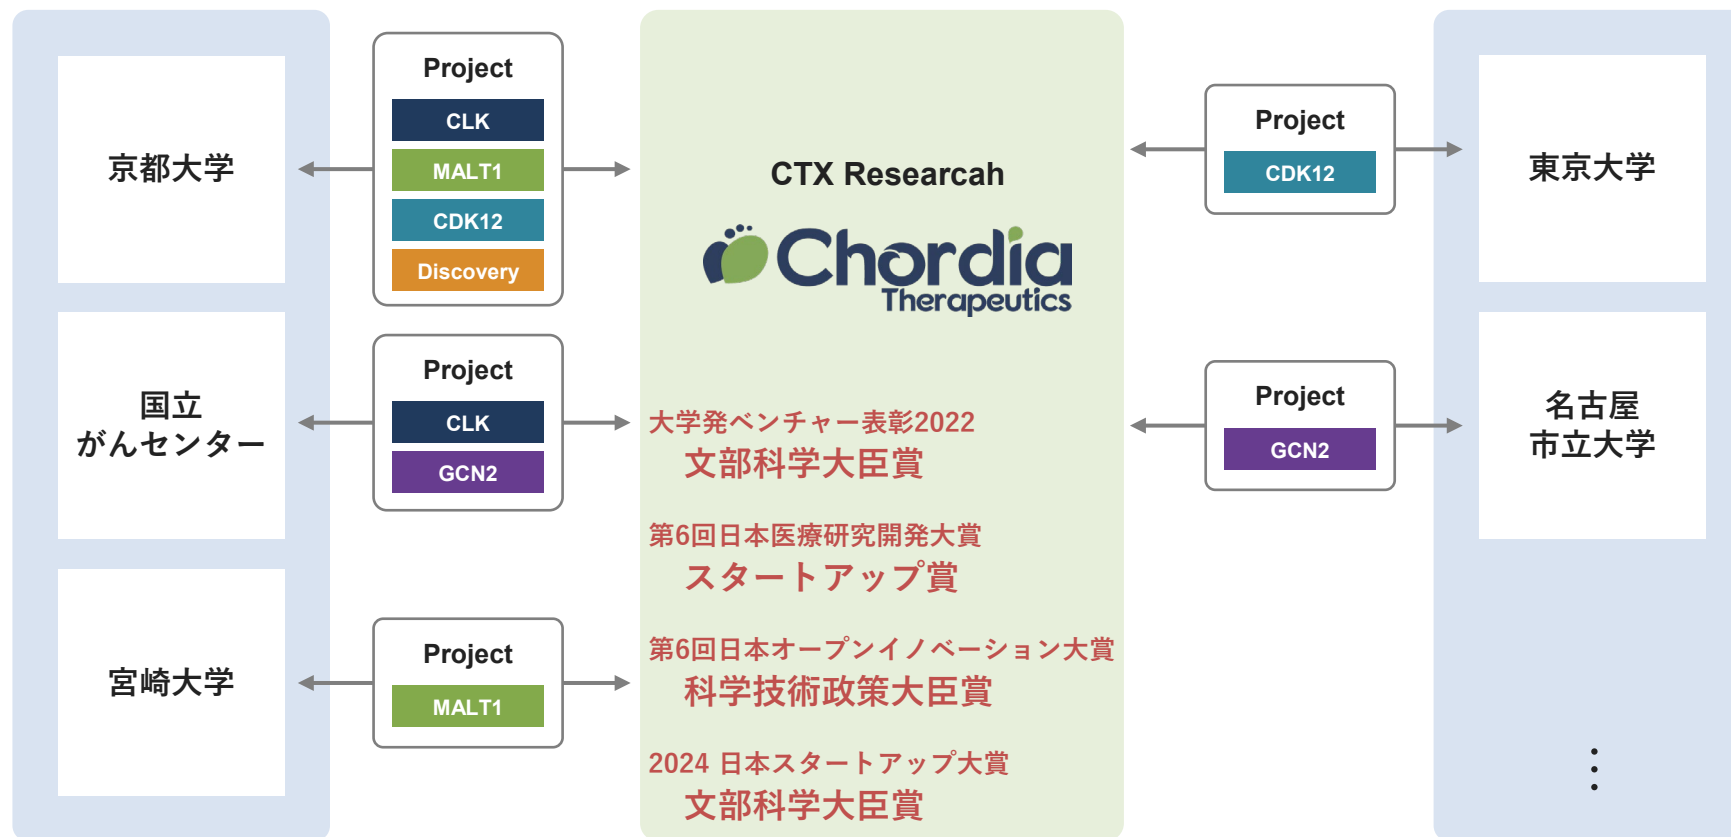 京都大学
Project
CLK
MALT1
CDK12
Discovery
国立
がんセンター
Project
CLK
GCN2
宮崎大学
Project
MALT1
CTX Researcah
Chordia
Therapeutics
大学発ベンチャー表彰2022
文部科学大臣賞
第6回日本医療研究開発大賞
スタートアップ賞
第6回日本オープンイノベーション大賞
科学技術政策大臣賞
2024 日本スタートアップ大賞
文部科学大臣賞
Project
CDK12
東京大学
Project
GCN2
名古屋
市立大学
⋮